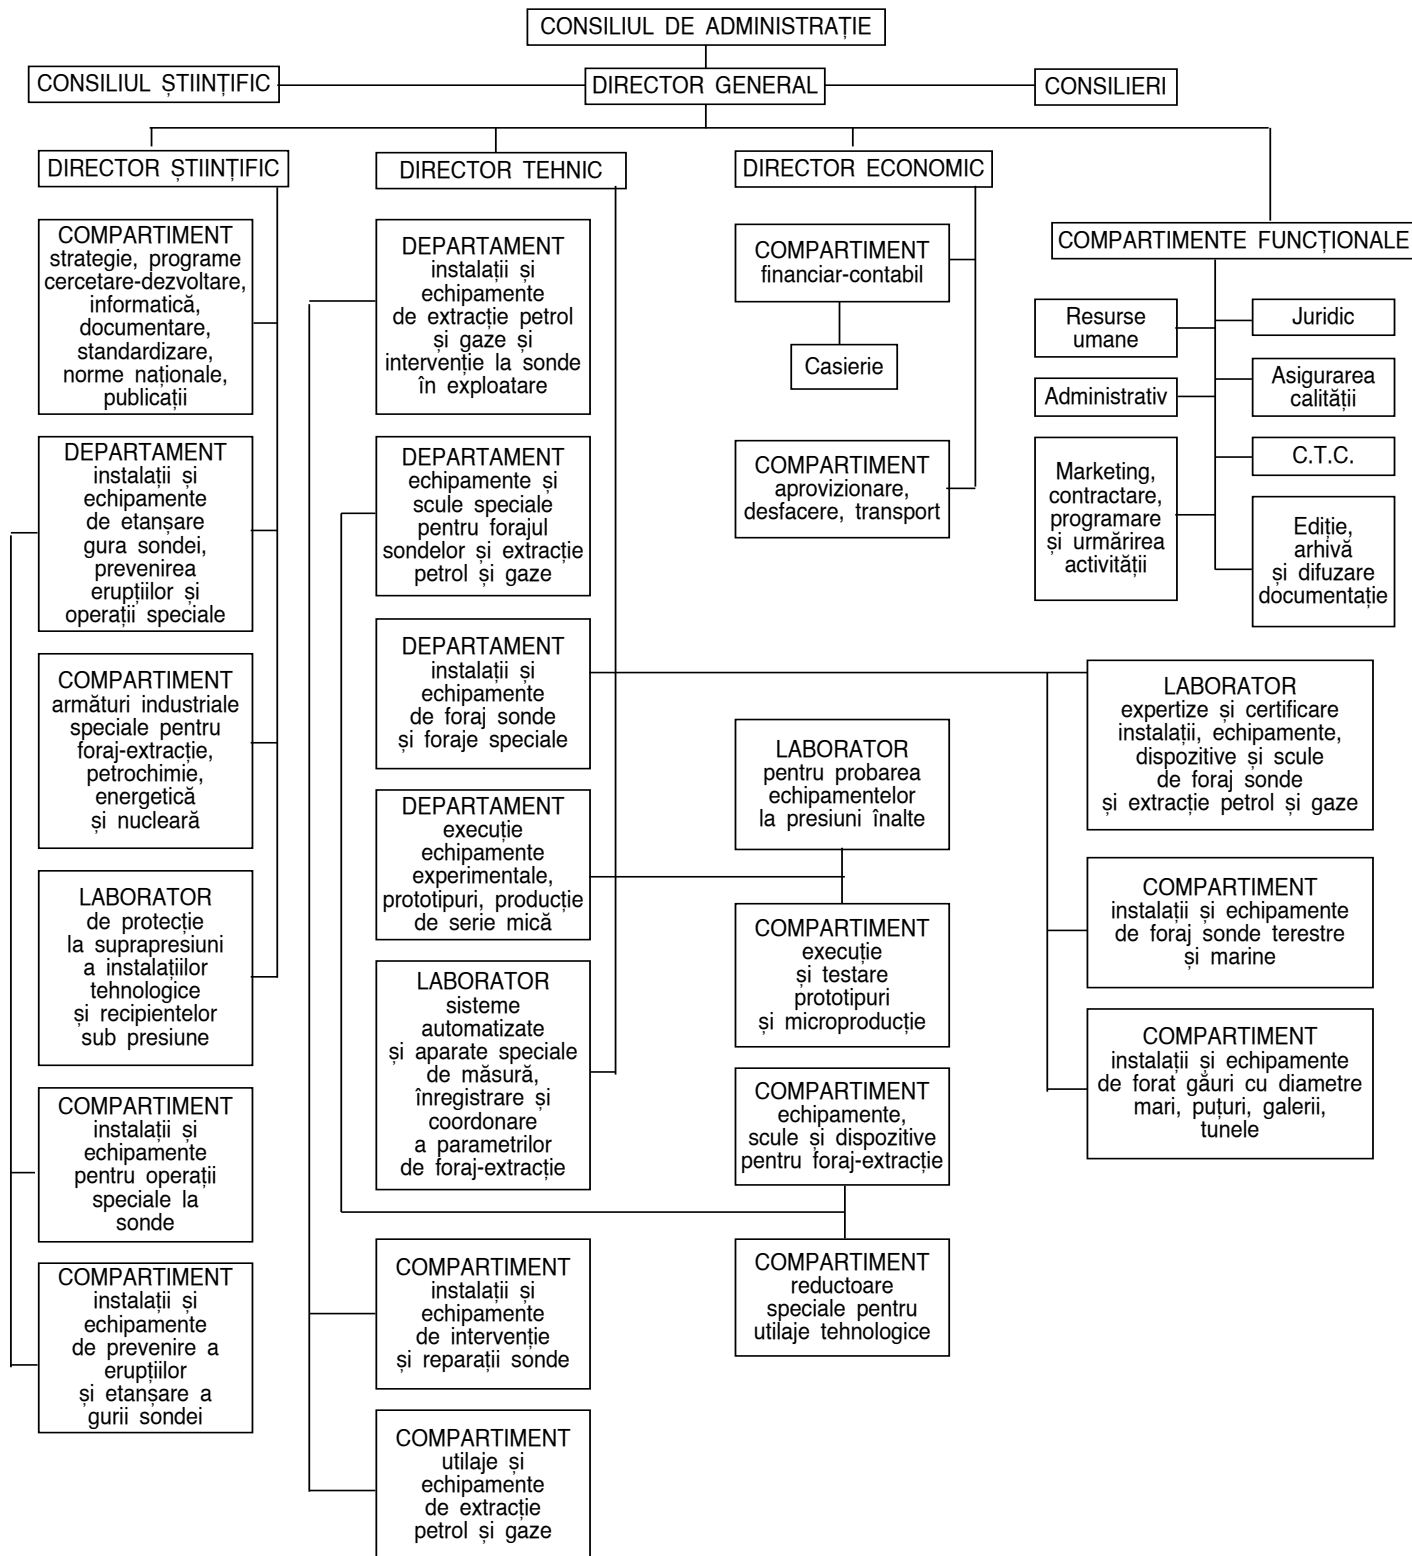 CONSILIUL DE ADMINISTRAȚIE
CONSILIUL ȘTIINȚIFIC
DIRECTOR GENERAL
CONSILIERI
DIRECTOR ȘTIINȚIFIC
DIRECTOR TEHNIC
DIRECTOR ECONOMIC
COMPARTIMENTE FUNCȚIONALE
COMPARTIMENT
strategie, programe
cercetare-dezvoltare,
informatică,
documentare,
standardizare,
norme naționale,
publicații
DEPARTAMENT
instalații și
echipamente
de etanșare
gura sondei,
prevenirea
erupțiilor și
operații speciale
COMPARTIMENT
armături industriale
speciale pentru
foraj-extracție,
petrochimie,
energetică
și nucleară
LABORATOR
de protecție
la suprapresiuni
a instalațiilor
tehnologice
și recipientelor
sub presiune
COMPARTIMENT
instalații și
echipamente
pentru operații
speciale la
sonde
COMPARTIMENT
instalații și
echipamente
de prevenire a
erupțiilor
și etanșare a
gurii sondei
DEPARTAMENT
instalații și
echipamente
de extracție petrol
și gaze și
intervenție la sonde
în exploatare
DEPARTAMENT
echipamente și
scule speciale
pentru forajul
sondelor și extracție
petrol și gaze
DEPARTAMENT
instalații și
echipamente
de foraj sonde
și foraje speciale
DEPARTAMENT
execuție
echipamente
experimentale,
prototipuri, producție
de serie mică
LABORATOR
sisteme
automatizate
și aparate speciale
de măsură,
înregistrare și
coordonare
a parametrilor
de foraj-extracție
COMPARTIMENT
instalații și
echipamente
de intervenție
și reparații sonde
COMPARTIMENT
utilaje și
echipamente
de extracție
petrol și gaze
COMPARTIMENT
financiar-contabil
Casierie
COMPARTIMENT
aprovizionare,
desfacere, transport
LABORATOR
pentru probarea
echipamentelor
la presiuni înalte
COMPARTIMENT
execuție
și testare
prototipuri
și microproducție
COMPARTIMENT
echipamente,
scule și dispozitive
pentru foraj-extracție
COMPARTIMENT
reductoare
speciale pentru
utilaje tehnologice
Resurse
umane
Administrativ
Marketing,
contractare,
programare
și urmărirea
activității
Juridic
Asigurarea
calității
C.T.C.
Ediție,
arhivă
și difuzare
documentație
LABORATOR
expertize și certificare
instalații, echipamente,
dispozitive și scule
de foraj sonde
și extracție petrol și gaze
COMPARTIMENT
instalații și echipamente
de foraj sonde terestre
și marine
COMPARTIMENT
instalații și echipamente
de forat găuri cu diametre
mari, puțuri, galerii,
tunele